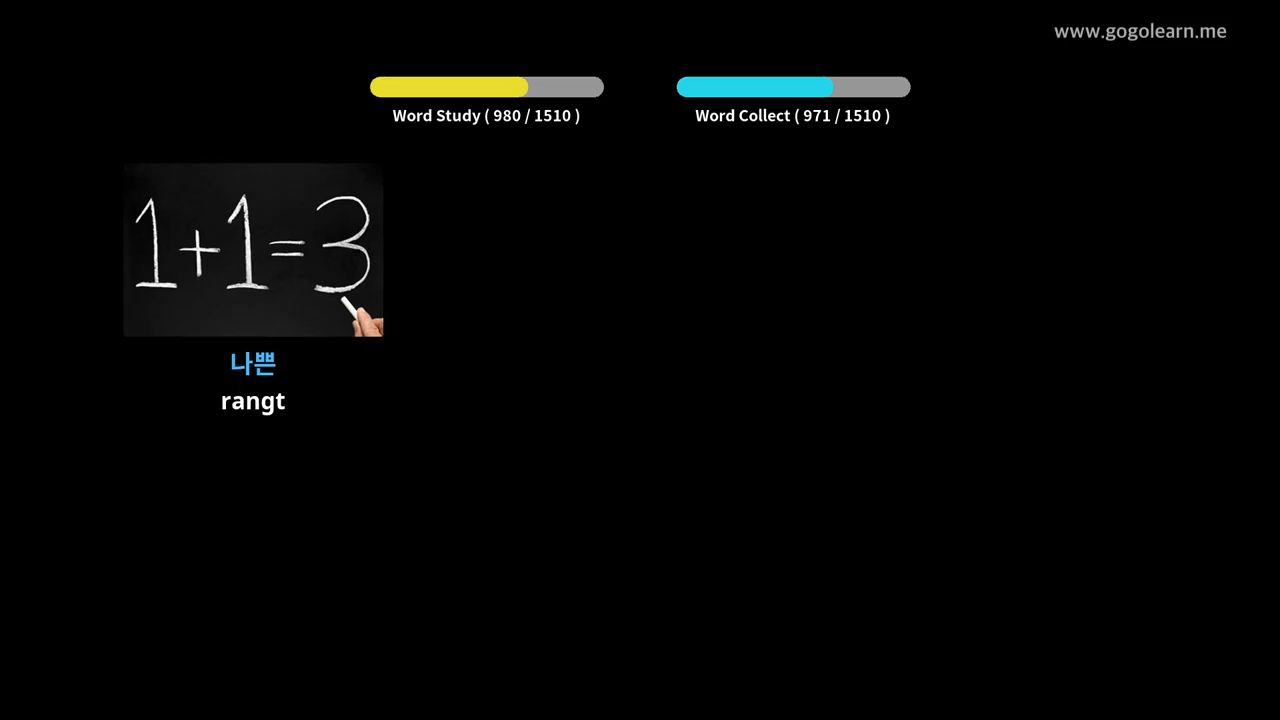 www.gogolearn.me
Word Study ( 980 / 1510 )
Word Collect ( 971 / 1510 )
1+1=3
나쁜
rangt